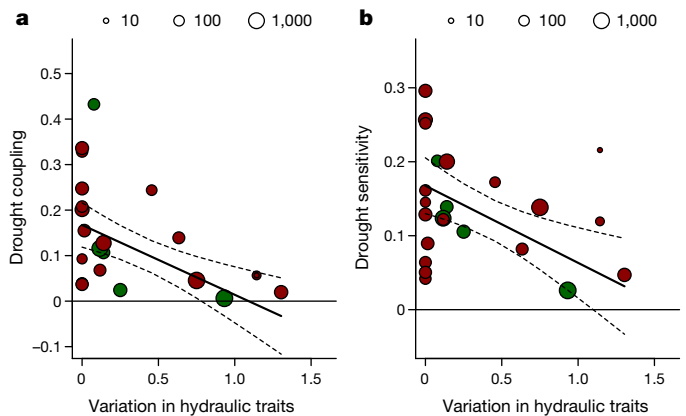 a
10 100 1,000
Drought coupling
0.5
0.4
0.3
0.2
0.1
0
−0.1
0 0.5 1.0 1.5
Variation in hydraulic traits
b
10 100 1,000
Drought sensitivity
0.3
0.2
0.1
0
0 0.5 1.0 1.5
Variation in hydraulic traits